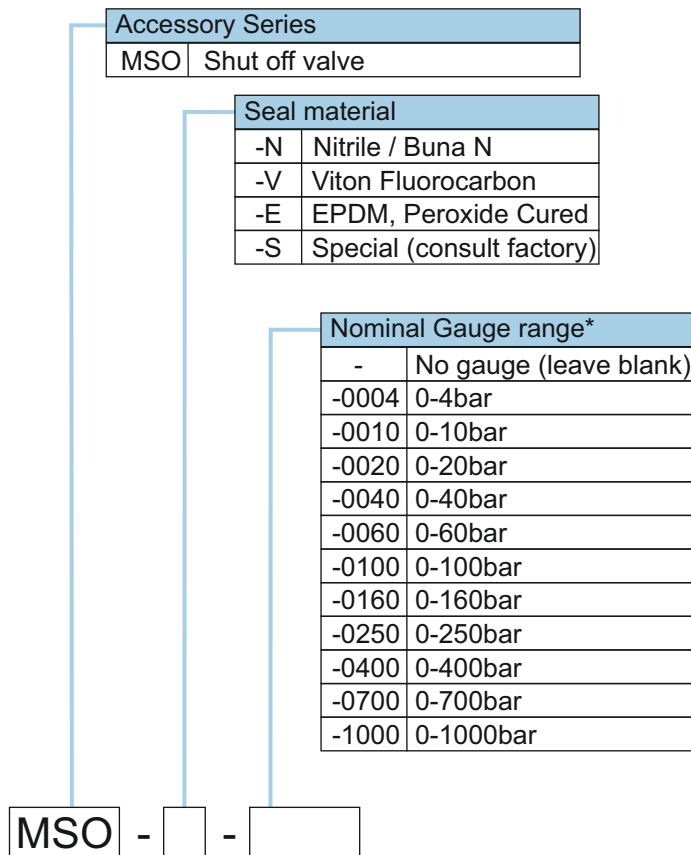 Accessory Series
MSO Shut off valve
Seal material
-N Nitrile / Buna N
-V Viton Fluorocarbon
-E EPDM, Peroxide Cured
-S Special (consult factory)
Nominal Gauge range*
- No gauge (leave blank)
-0004 0-4bar
-0010 0-10bar
-0020 0-20bar
-0040 0-40bar
-0060 0-60bar
-0100 0-100bar
-0160 0-160bar
-0250 0-250bar
-0400 0-400bar
-0700 0-700bar
-1000 0-1000bar
MSO - -